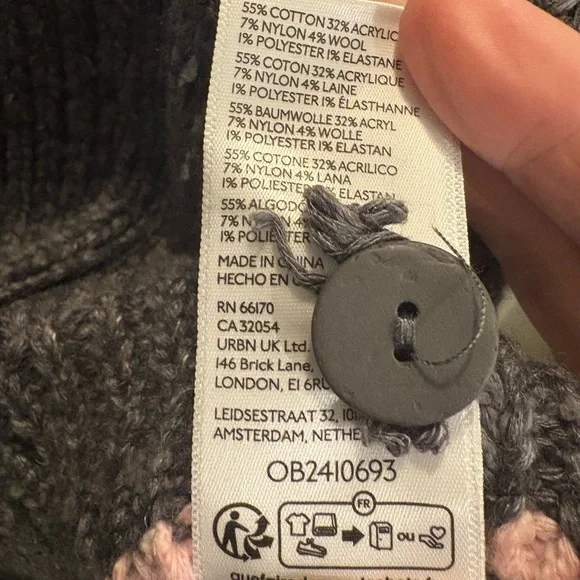 55% COTTON 32% ACRYLIC
7% NYLON 4% WOOL
1% POLYESTER 1% ELASTANE
55% COTON 32% ACRYLIQUE
7% NYLON 4% LAINE
1% POLYESTER 1% ÉLASTHANNE
55% BAUMWOLLE 32% ACRYL
7% NYLON 4% WOLLE
1% POLYESTER 1% ELASTAN
55% COTONE 32% ACRILICO
7% NYLON 4% LANA
1% POLIESTER 1% ELASTAN
55%
7%
1%
MADE IN CHINA
HECHO EN
RN 66170
CA 32054
URBN UK Ltd.
146 Brick Lane,
LONDON, E1
LEIDSESTRAAT 32,
AMSTERDAM,
OB2410693
FR
ou